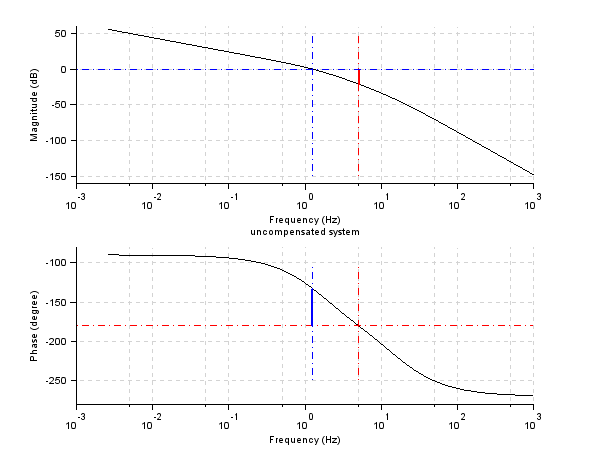 50
0
-50
-100
-150
Magnitude (dB)
10 -3 10 -2 10 -1 10 0 10 1 10 2 10 3
Frequency (Hz)
uncompensated system
-100
-150
-200
-250
Phase (degree)
10 -3 10 -2 10 -1 10 0 10 1 10 2 10 3
Frequency (Hz)